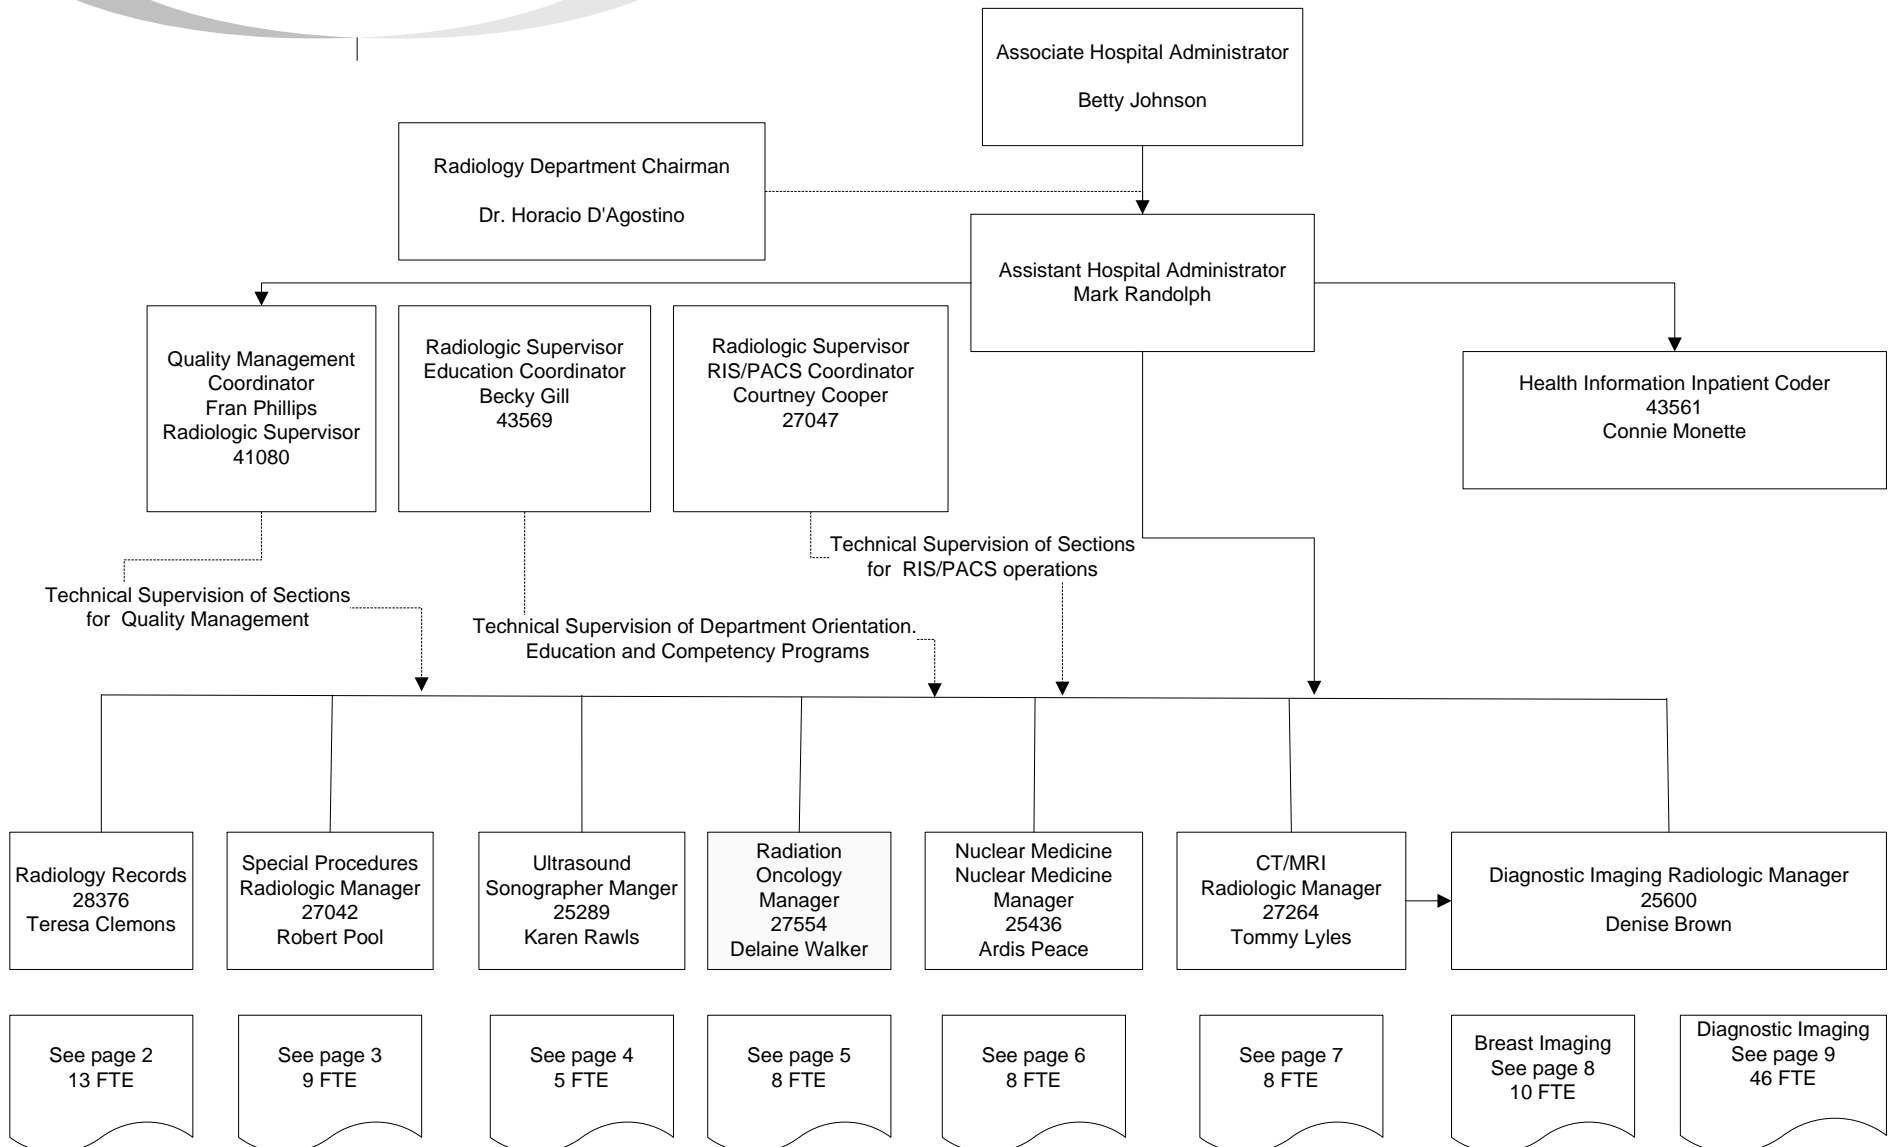 Associate Hospital Administrator
Betty Johnson
Radiology Department Chairman
Dr. Horacio D'Agostino
Assistant Hospital Administrator
Mark Randolph
Quality Management
Coordinator
Fran Phillips
Radiologic Supervisor
41080
Radiologic Supervisor
Education Coordinator
Becky Gill
43569
Radiologic Supervisor
RIS/PACS Coordinator
Courtney Cooper
27047
Health Information Inpatient Coder
43561
Connie Monette
Technical Supervision of Sections
for RIS/PACS operations
Technical Supervision of Sections
for Quality Management
Technical Supervision of Department Orientation.
Education and Competency Programs
Radiology Records
28376
Teresa Clemons
Special Procedures
Radiologic Manager
27042
Robert Pool
Ultrasound
Sonographer Manger
25289
Karen Rawls
Radiation
Oncology
Manager
27554
Delaine Walker
Nuclear Medicine
Nuclear Medicine
Manager
25436
Ardis Peace
CT/MRI
Radiologic Manager
27264
Tommy Lyles
Diagnostic Imaging Radiologic Manager
25600
Denise Brown
See page 2
13 FTE
See page 3
9 FTE
See page 4
5 FTE
See page 5
8 FTE
See page 6
8 FTE
See page 7
8 FTE
Breast Imaging
See page 8
10 FTE
Diagnostic Imaging
See page 9
46 FTE